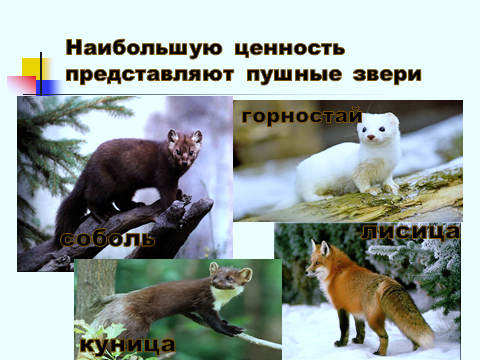 Наибольшую ценность
представляют пушные звери
горностай
соболь
лисица
куница